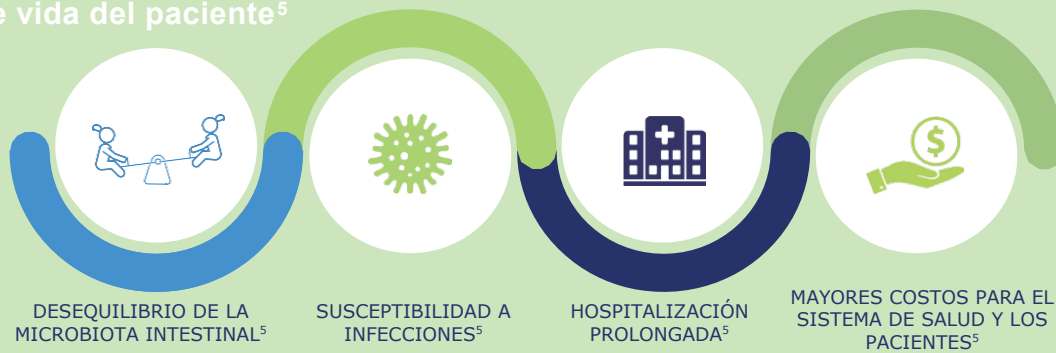 e vida del paciente⁵
DESEQUILIBRIO DE LA
MICROBIOTA INTESTINAL⁵
SUSCEPTIBILIDAD A
INFECCIONES⁵
HOSPITALIZACIÓN
PROLONGADA⁵
$
MAYORES COSTOS PARA EL
SISTEMA DE SALUD Y LOS
PACIENTES⁵